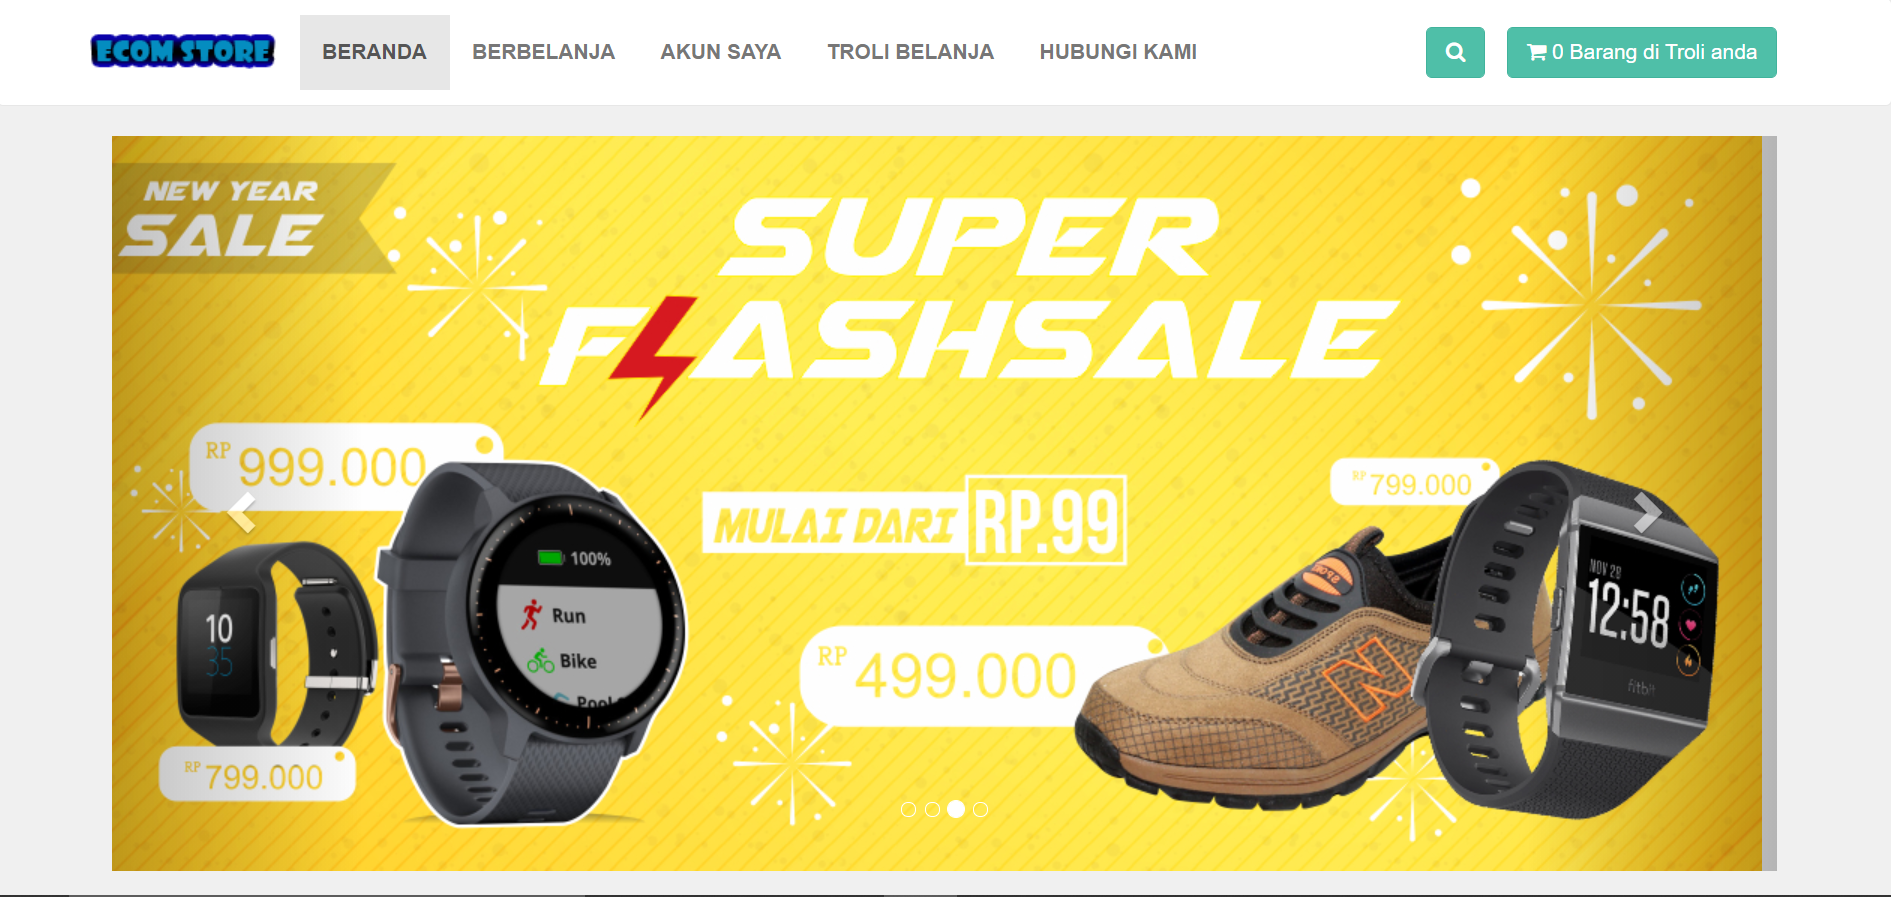 ECOM STORE
BERANDA
BERBELANJA
AKUN SAYA
TROLI BELANJA
HUBUNGI KAMI
0 Barang di Troli anda
NEW YEAR
SALE
SUPER
FLASHSALE
RP 999.000
MULAI DARI RP.99
RP 799.000
100%
Run
Bike
Pool
10
35
RP 499.000
SPORT
N
NOV 28
12:58
fitbit
RP 799.000